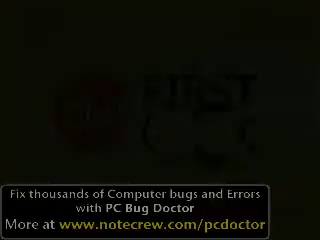 Fix thousands of Computer bugs and Errors
with PC Bug Doctor
More at www.notecrew.com/pcdoctor